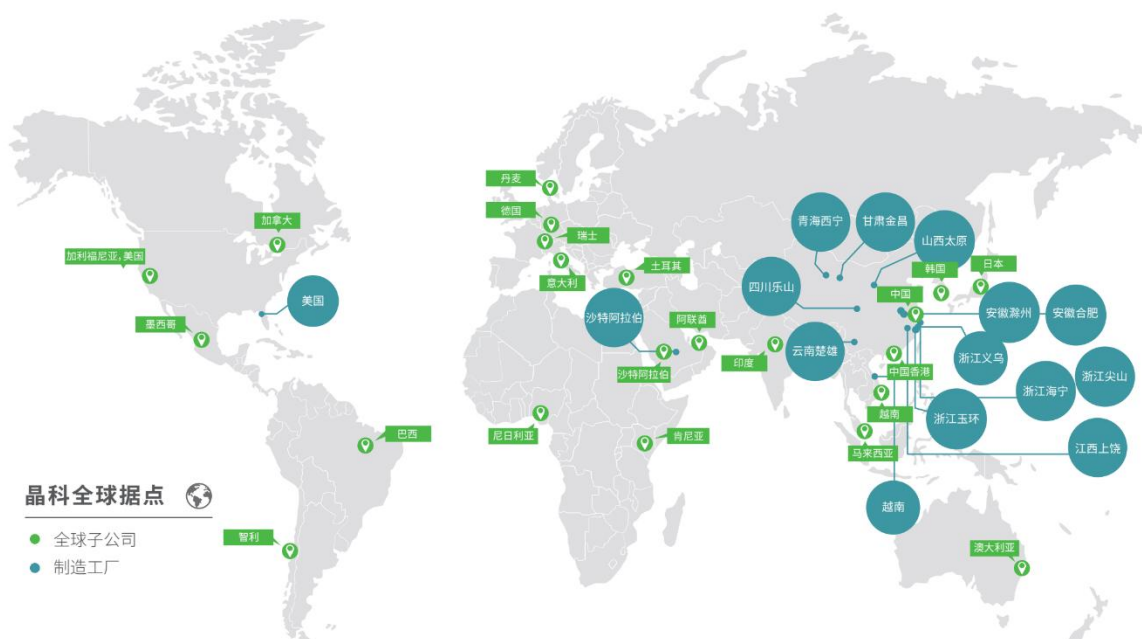 丹麦
德国
瑞士
意大利
土耳其
加拿大
加利福尼亚,美国
美国
墨西哥
青海西宁
甘肃金昌
山西太原
韩国
日本
四川乐山
中国
安徽滁州
安徽合肥
沙特阿拉伯
阿联酋
沙特阿拉伯
印度
云南楚雄
中国香港
浙江义乌
浙江海宁
浙江尖山
越南
浙江玉环
尼日利亚
肯尼亚
巴西
马来西亚
江西上饶
越南
智利
澳大利亚
晶科全球据点
全球子公司
制造工厂